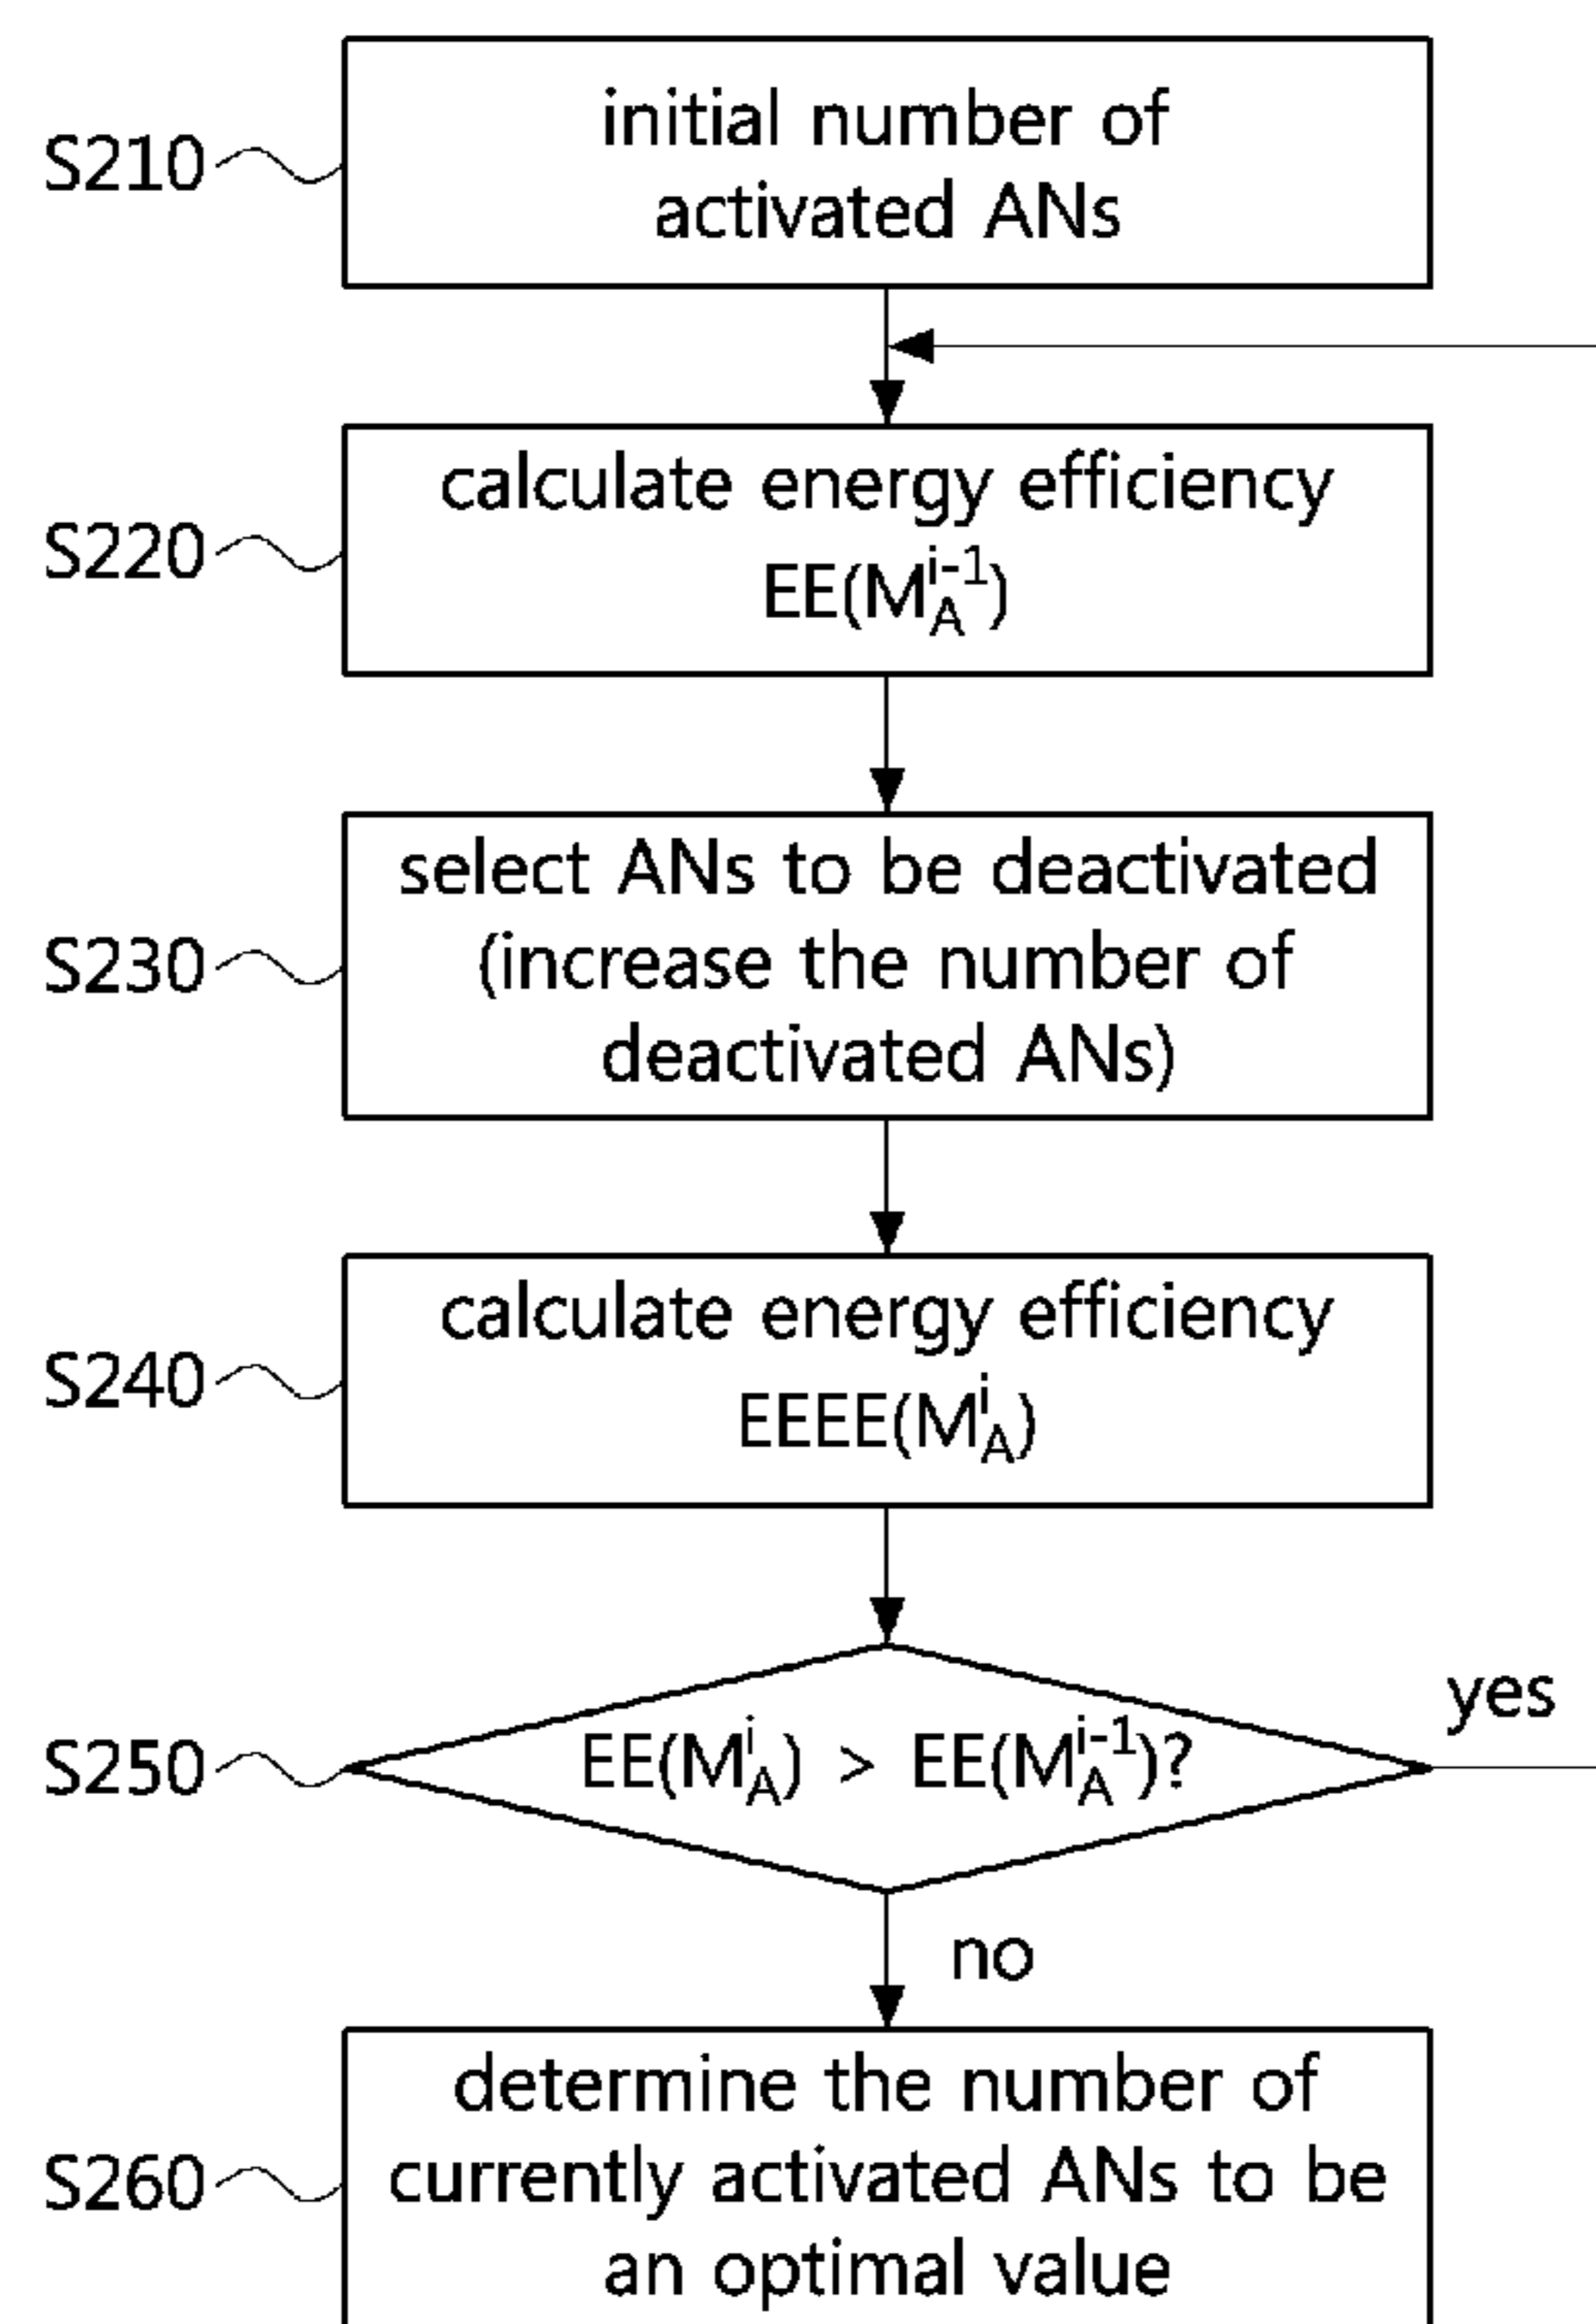 S210
initial number of
activated ANs
S220
calculate energy efficiency
EE(M_A^{i-1})
S230
select ANs to be deactivated
(increase the number of
deactivated ANs)
S240
calculate energy efficiency
EEEE(M_A^i)
S250
EE(M_A^i) > EE(M_A^{i-1})?
yes
no
S260
determine the number of
currently activated ANs to be
an optimal value